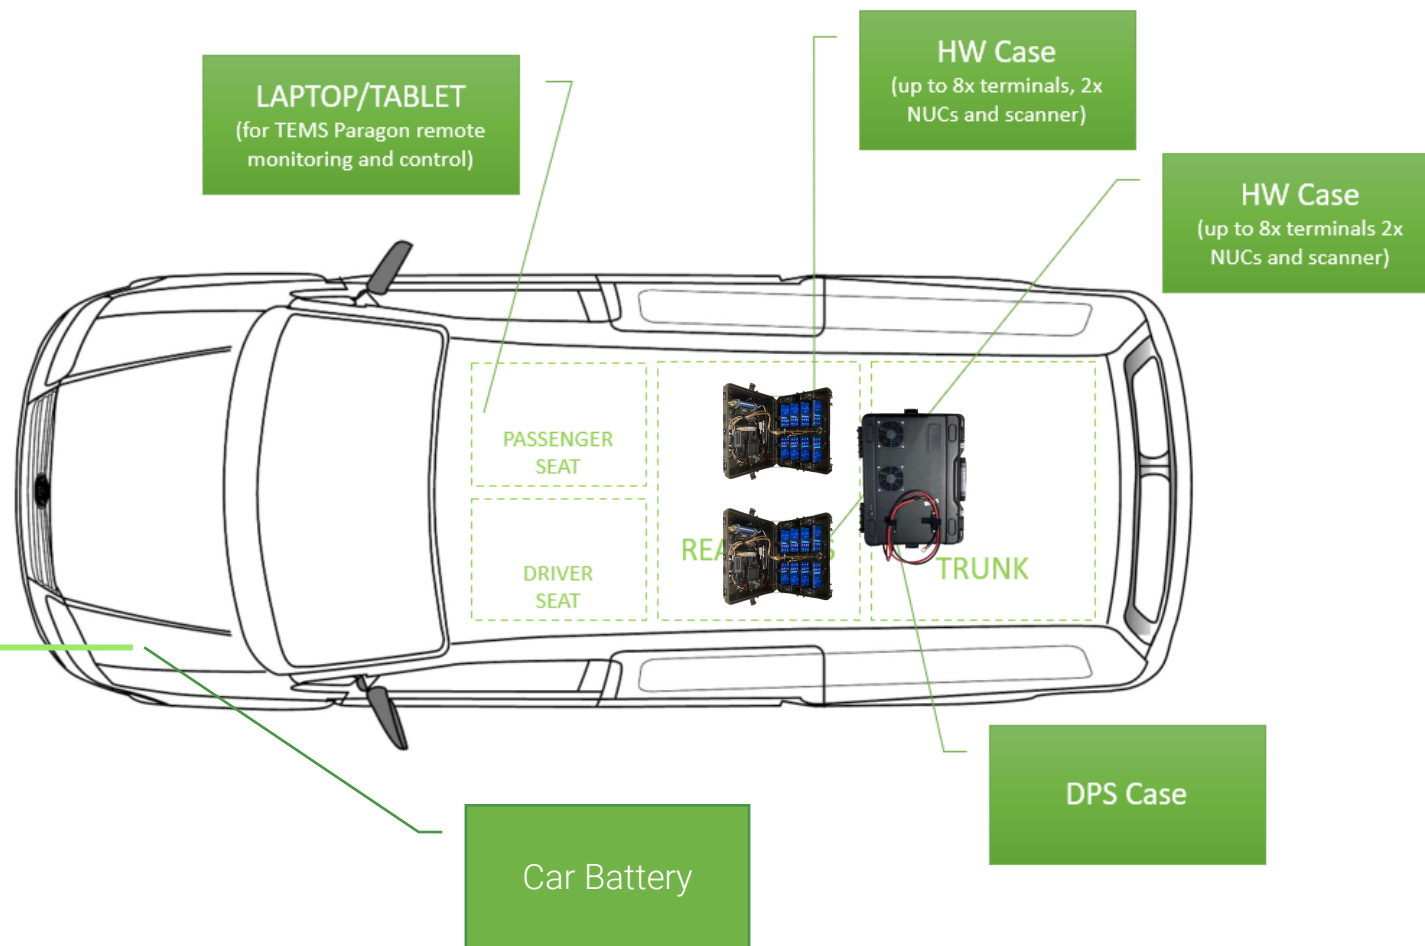 LAPTOP/TABLET
(for TEMS Paragon remote
monitoring and control)
HW Case
(up to 8x terminals, 2x
NUCs and scanner)
HW Case
(up to 8x terminals 2x
NUCs and scanner)
PASSENGER
SEAT
DRIVER
SEAT
TRUNK
DPS Case
Car Battery